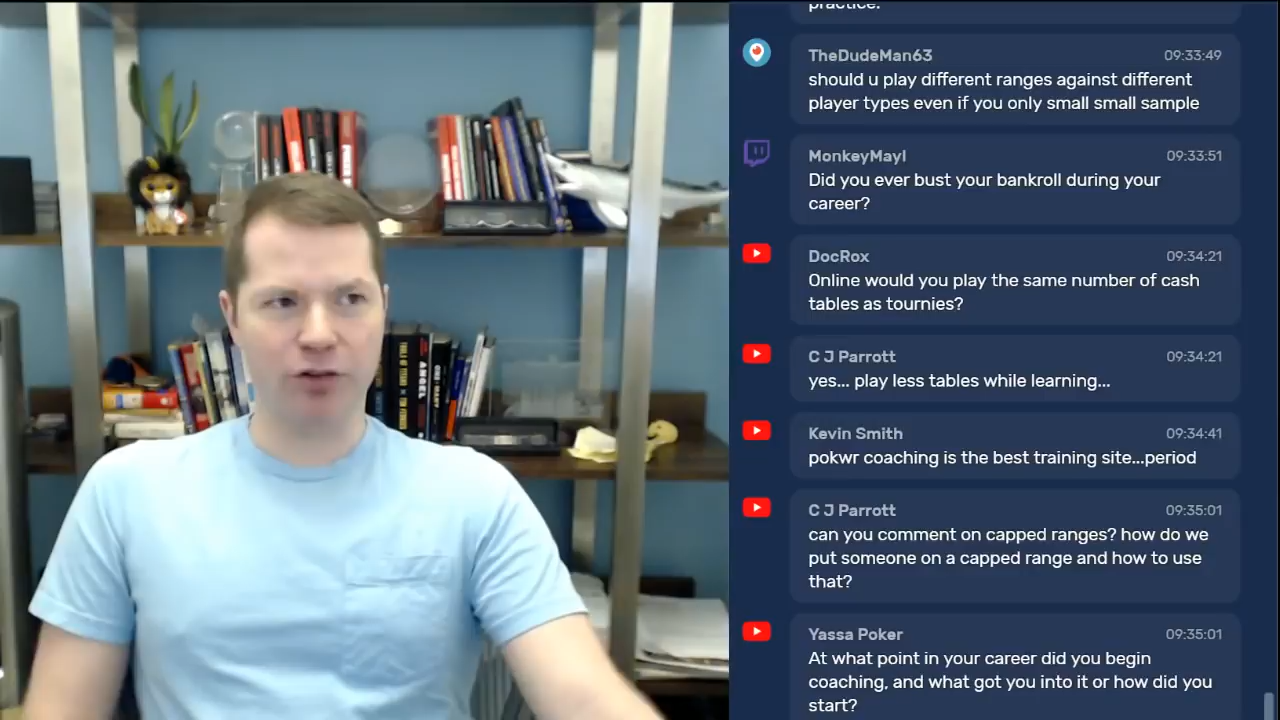 practice.
TheDudeMan63 09:33:49
should u play different ranges against different
player types even if you only small small sample
MonkeyMayl 09:33:51
Did you ever bust your bankroll during your
career?
DocRox 09:34:21
Online would you play the same number of cash
tables as tournies?
C J Parrott 09:34:21
yes... play less tables while learning...
Kevin Smith 09:34:41
pokwr coaching is the best training site...period
C J Parrott 09:35:01
can you comment on capped ranges? how do we
put someone on a capped range and how to use
that?
Yassa Poker 09:35:01
At what point in your career did you begin
coaching, and what got you into it or how did you
start?
ANGEL